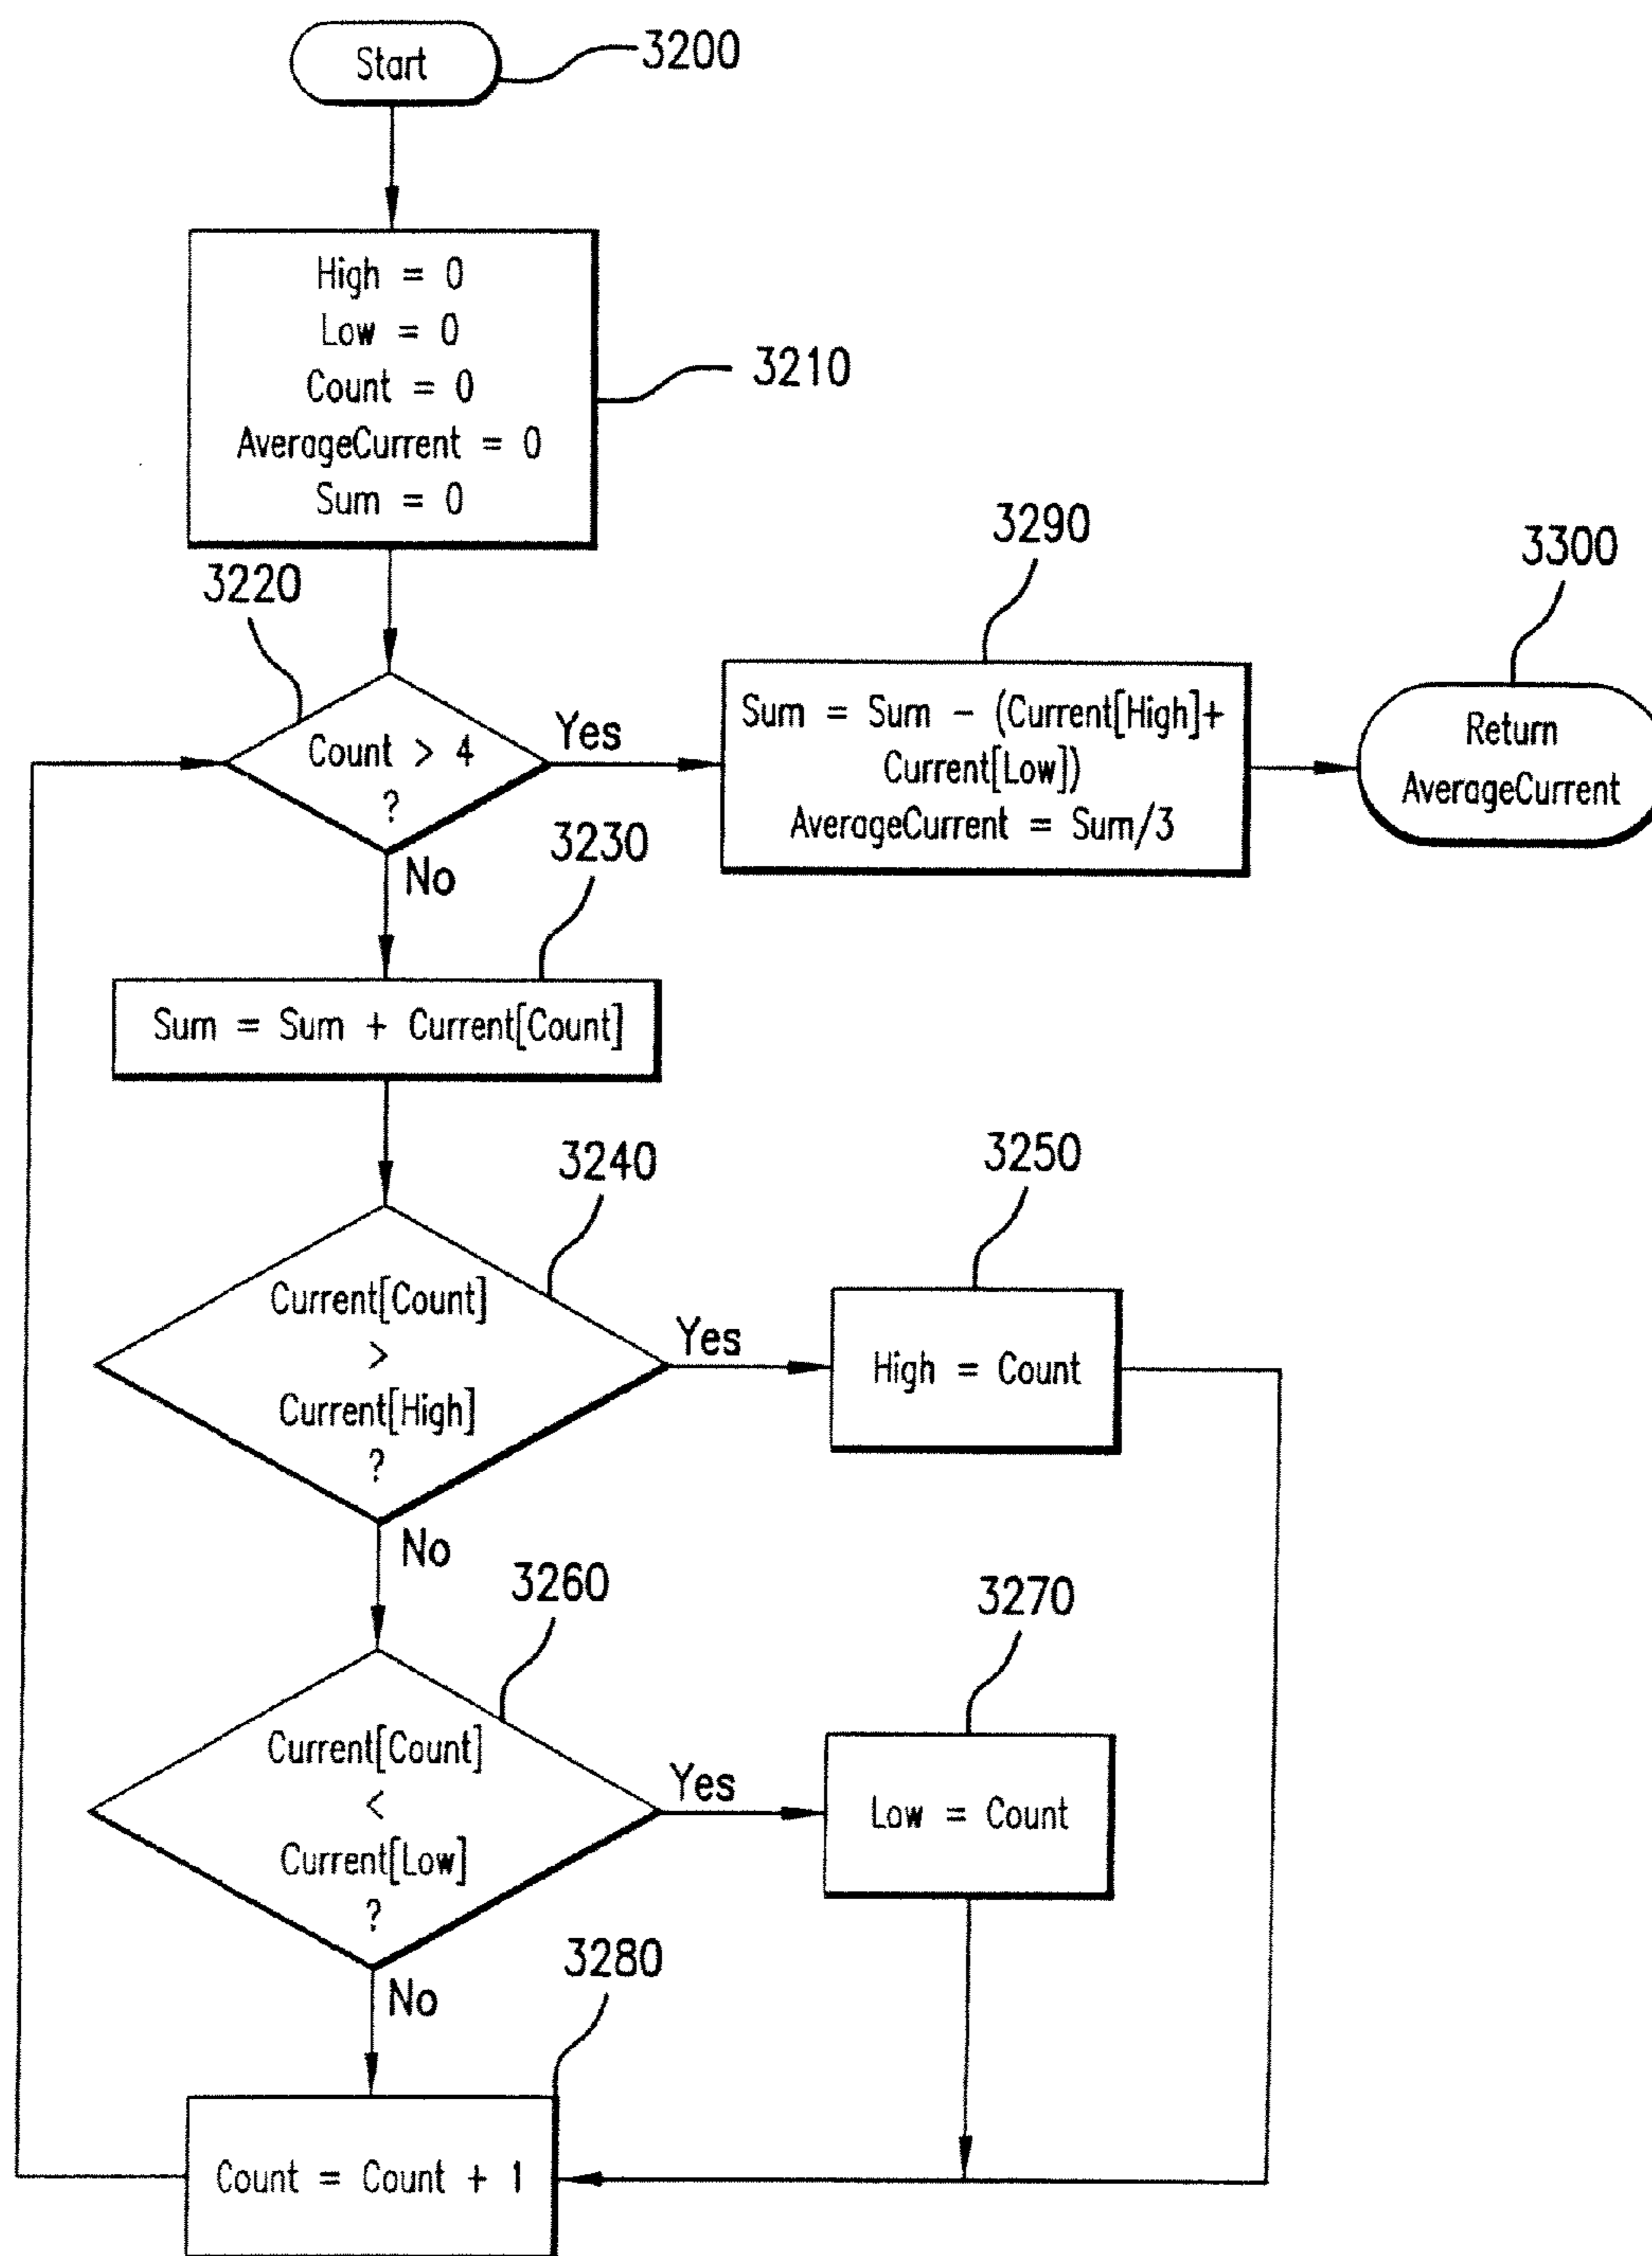 Start
3200
High = 0
Low = 0
Count = 0
AverageCurrent = 0
Sum = 0
3210
3220
Count > 4
?
Yes
No
3290
Sum = Sum - (Current[High]+
Current[Low])
AverageCurrent = Sum/3
3300
Return
AverageCurrent
3230
Sum = Sum + Current[Count]
3240
Current[Count]
>
Current[High]
?
Yes
No
3250
High = Count
3260
Current[Count]
<
Current[Low]
?
Yes
No
3270
Low = Count
3280
Count = Count + 1